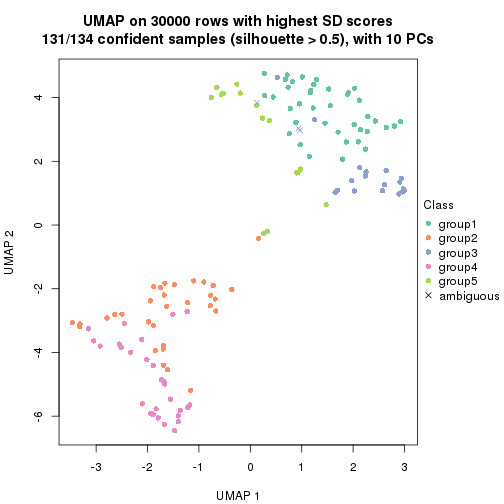 UMAP on 30000 rows with highest SD scores
131/134 confident samples (silhouette > 0.5), with 10 PCs
4
2
0
-2
-4
-6
UMAP 2
-3
-2
-1
0
1
2
3
UMAP 1
Class
group1
group2
group3
group4
group5
ambiguous